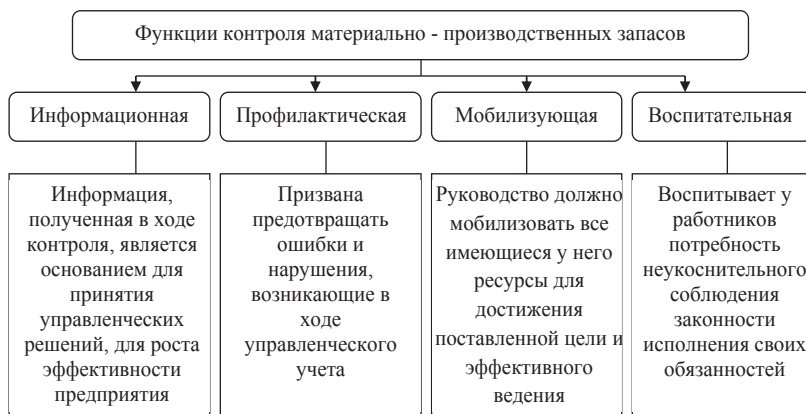 Функции контроля материально - производственных запасов
Информационная
Профилактическая
Мобилизующая
Воспитательная
Информация,
полученная в ходе
контроля, является
основанием для
принятия
управленческих
решений, для роста
эффективности
предприятия
Призвана
предотвращать
ошибки и
нарушения,
возникающие в
ходе
управленческого
учета
Руководство должно
мобилизовать все
имеющиеся у него
ресурсы для
достижения
поставленной цели и
эффективного
ведения
Воспитывает у
работников
потребность
неукоснительного
соблюдения
законности
исполнения своих
обязанностей